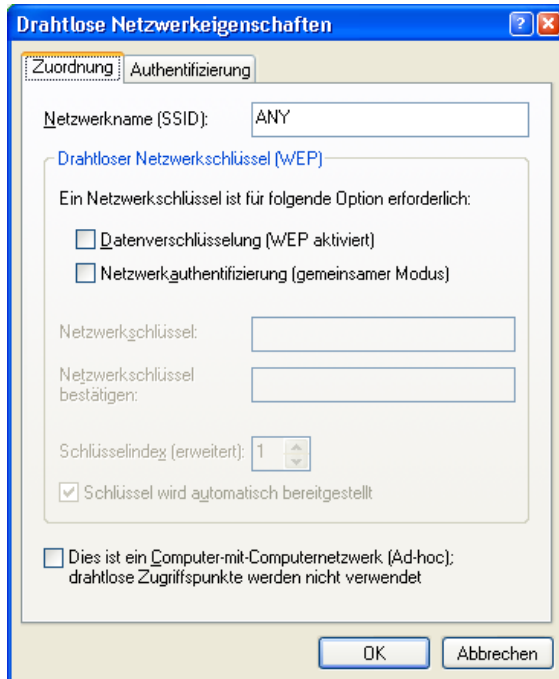 Drahtlose Netzwerkeigenschaften
Zuordnung Authentifizierung
Netzwerkname (SSID): ANY
Drahtloser Netzwerkschlüssel (WEP)
Ein Netzwerkschlüssel ist für folgende Option erforderlich:
Datenverschlüsselung (WEP aktiviert)
Netzwerkauthentifizierung (gemeinsamer Modus)
Netzwerkschlüssel:
Netzwerkschlüssel
bestätigen:
Schlüsselindex (erweitert): 1
Schlüssel wird automatisch bereitgestellt
Dies ist ein Computer-mit-Computernetzwerk (Ad-hoc);
drahtlose Zugriffspunkte werden nicht verwendet
OK Abbrechen